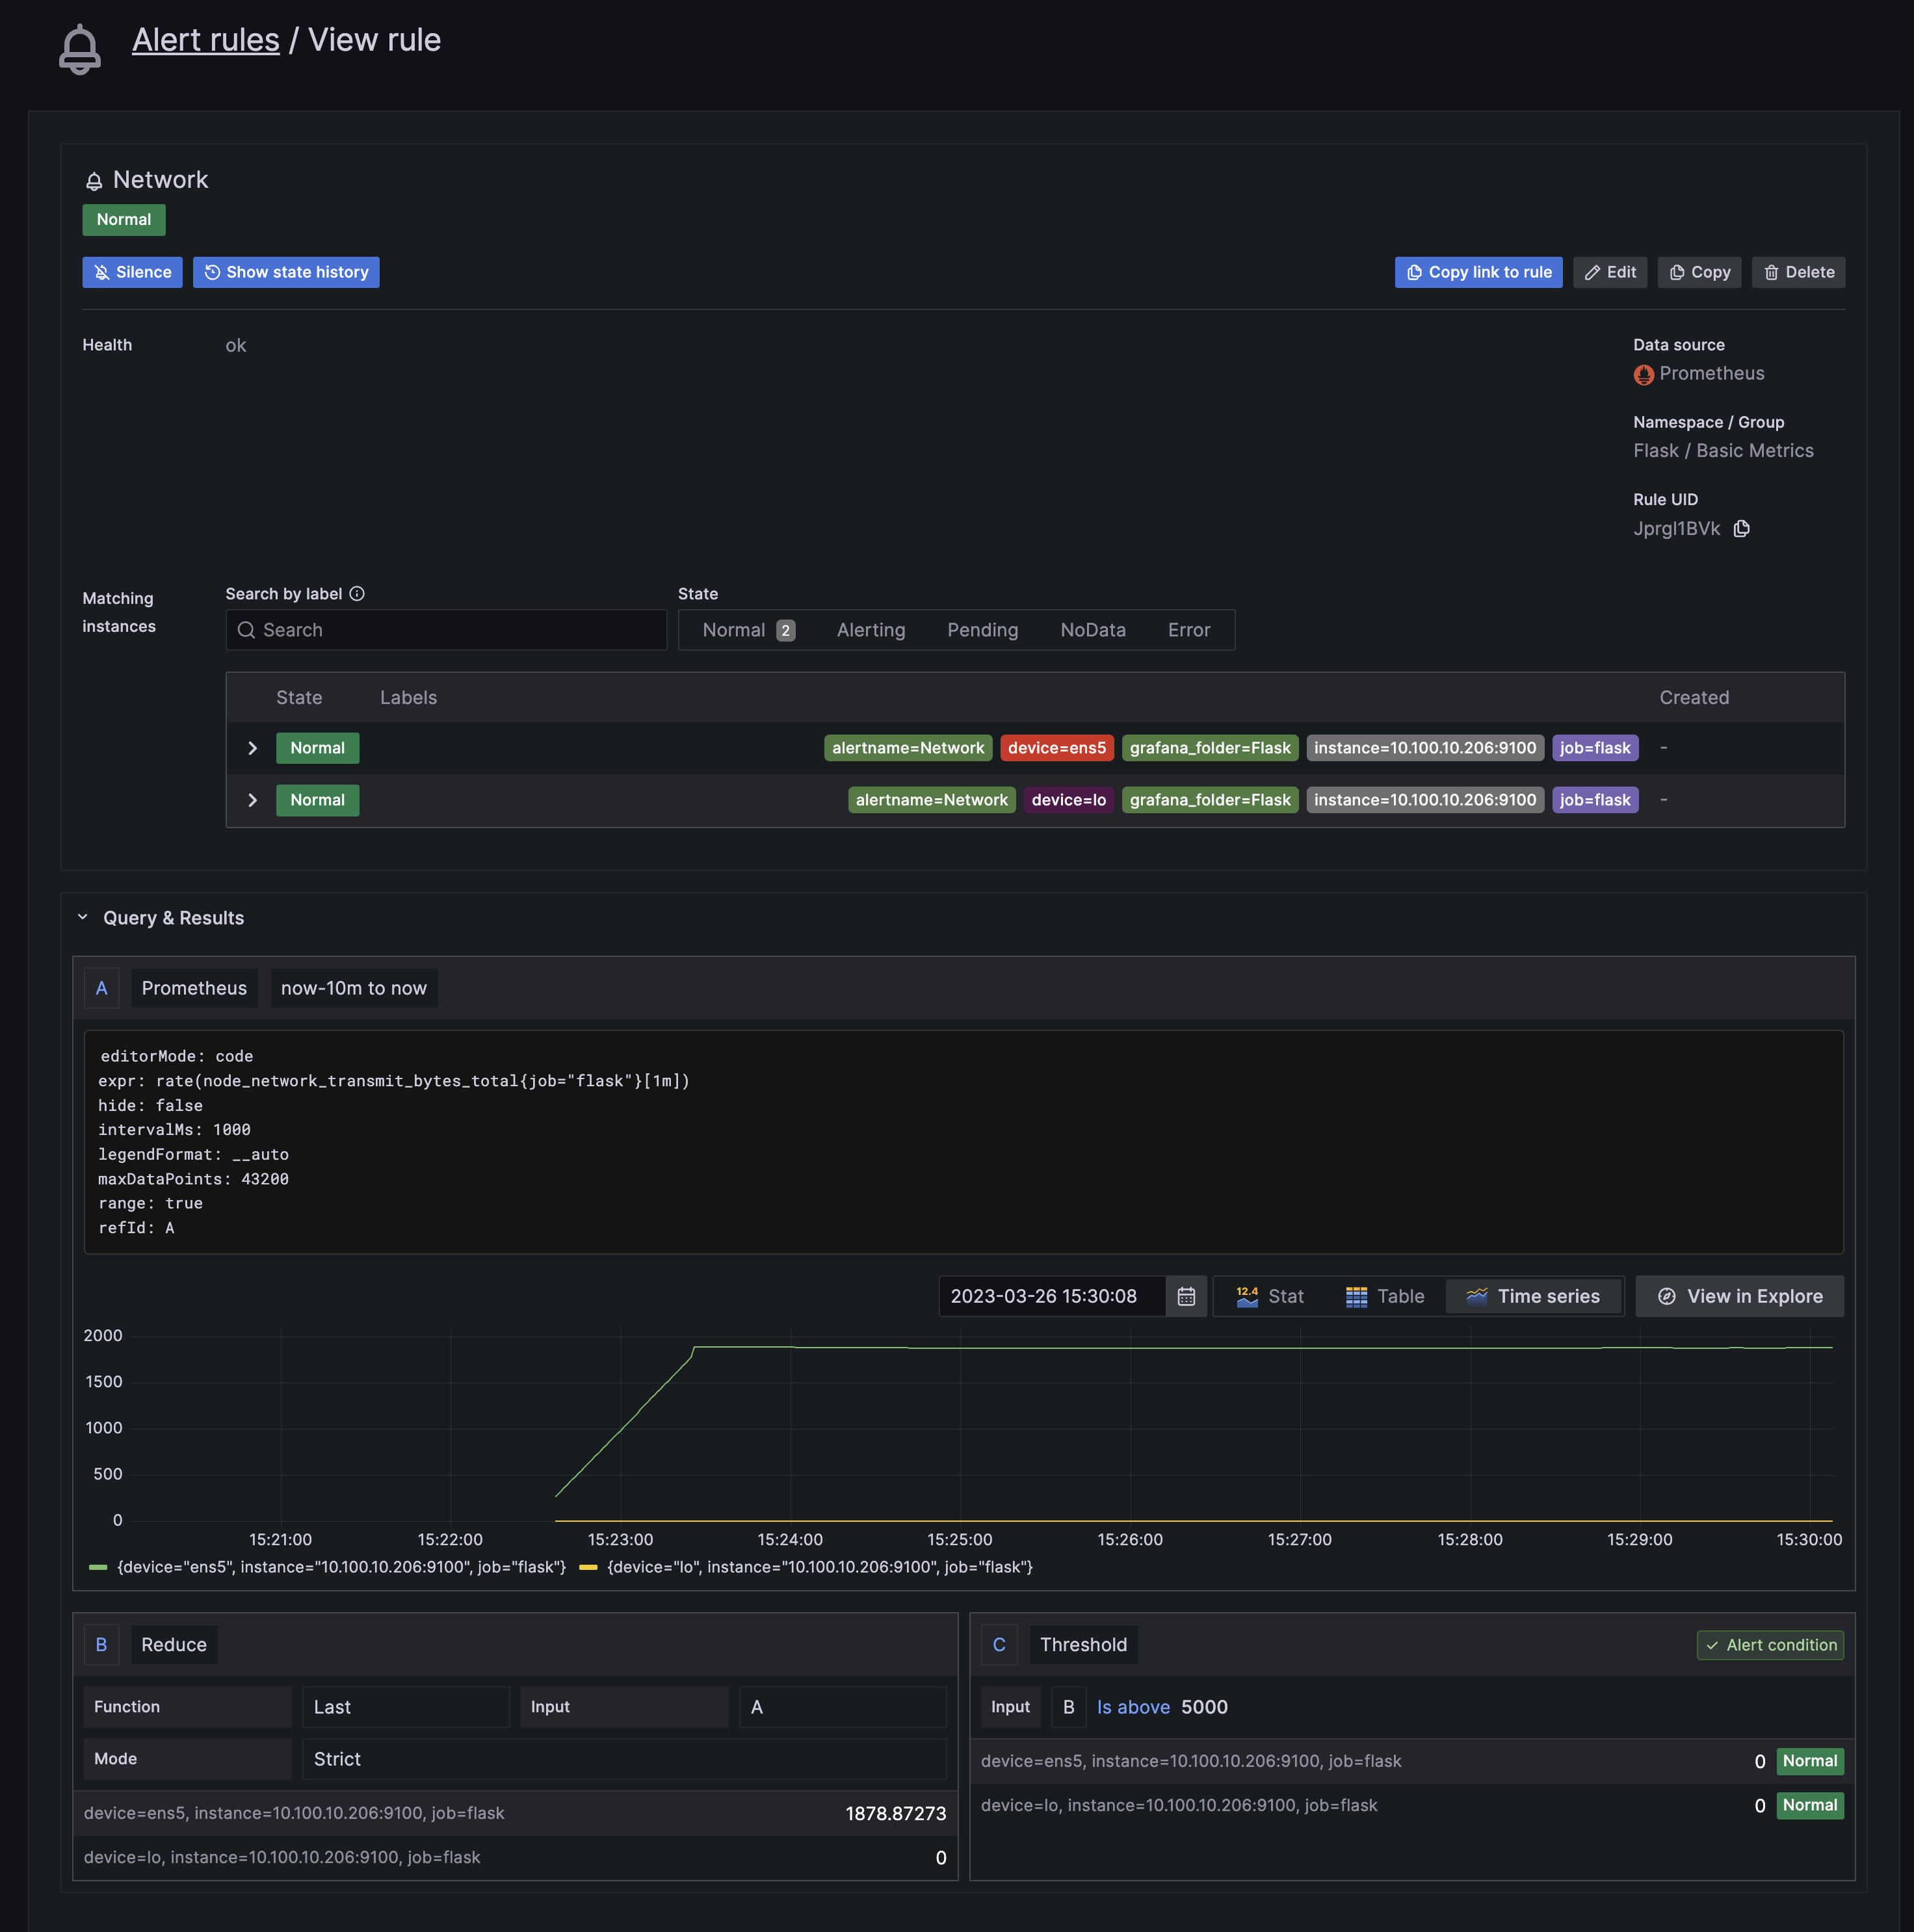 Alert rules / View rule
Network
Normal
Silence Show state history Copy link to rule Edit Copy Delete
Health ok
Data source
Prometheus
Namespace / Group
Flask / Basic Metrics
Rule UID
Jprgl1BVk
Matching instances
Search by label State
Search Normal 2 Alerting Pending NoData Error
State Labels Created
Normal alertname=Network device=ens5 grafana_folder=Flask instance=10.100.10.206:9100 job=flask -
Normal alertname=Network device=lo grafana_folder=Flask instance=10.100.10.206:9100 job=flask -
Query & Results
A Prometheus now-10m to now
editorMode: code
expr: rate(node_network_transmit_bytes_total{job="flask"}[1m])
hide: false
intervalMs: 1000
legendFormat: __auto
maxDataPoints: 43200
range: true
refId: A
2023-03-26 15:30:08 12.4 Stat Table Time series View in Explore
2000
1500
1000
500
0
15:21:00 15:22:00 15:23:00 15:24:00 15:25:00 15:26:00 15:27:00 15:28:00 15:29:00 15:30:00
{device="ens5", instance="10.100.10.206:9100", job="flask"} {device="lo", instance="10.100.10.206:9100", job="flask"}
B Reduce
Function Last Input A
Mode Strict
device=ens5, instance=10.100.10.206:9100, job=flask 1878.87273
device=lo, instance=10.100.10.206:9100, job=flask 0
C Threshold Alert condition
Input B Is above 5000
device=ens5, instance=10.100.10.206:9100, job=flask 0 Normal
device=lo, instance=10.100.10.206:9100, job=flask 0 Normal